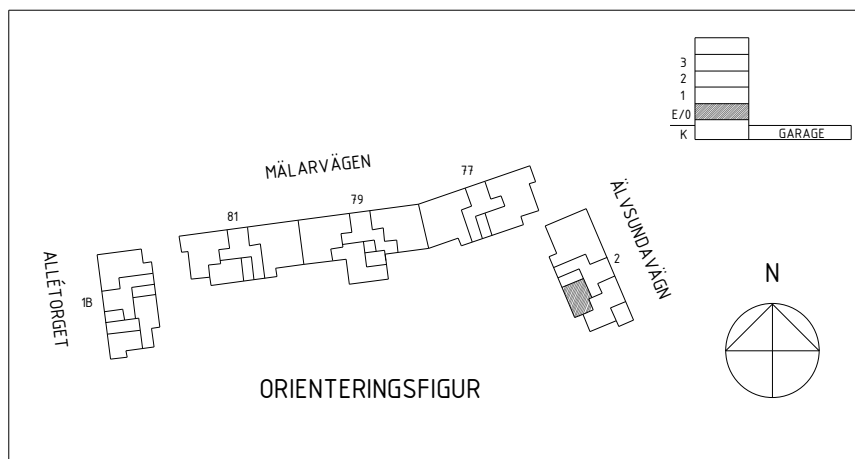 3
2
1
E/0
K
GARAGE
MÄLARVÄGEN
77
79
81
ÄLVSUNDAVÄGN
2
ALLÉTORGET
1B
N
ORIENTERINGSFIGUR